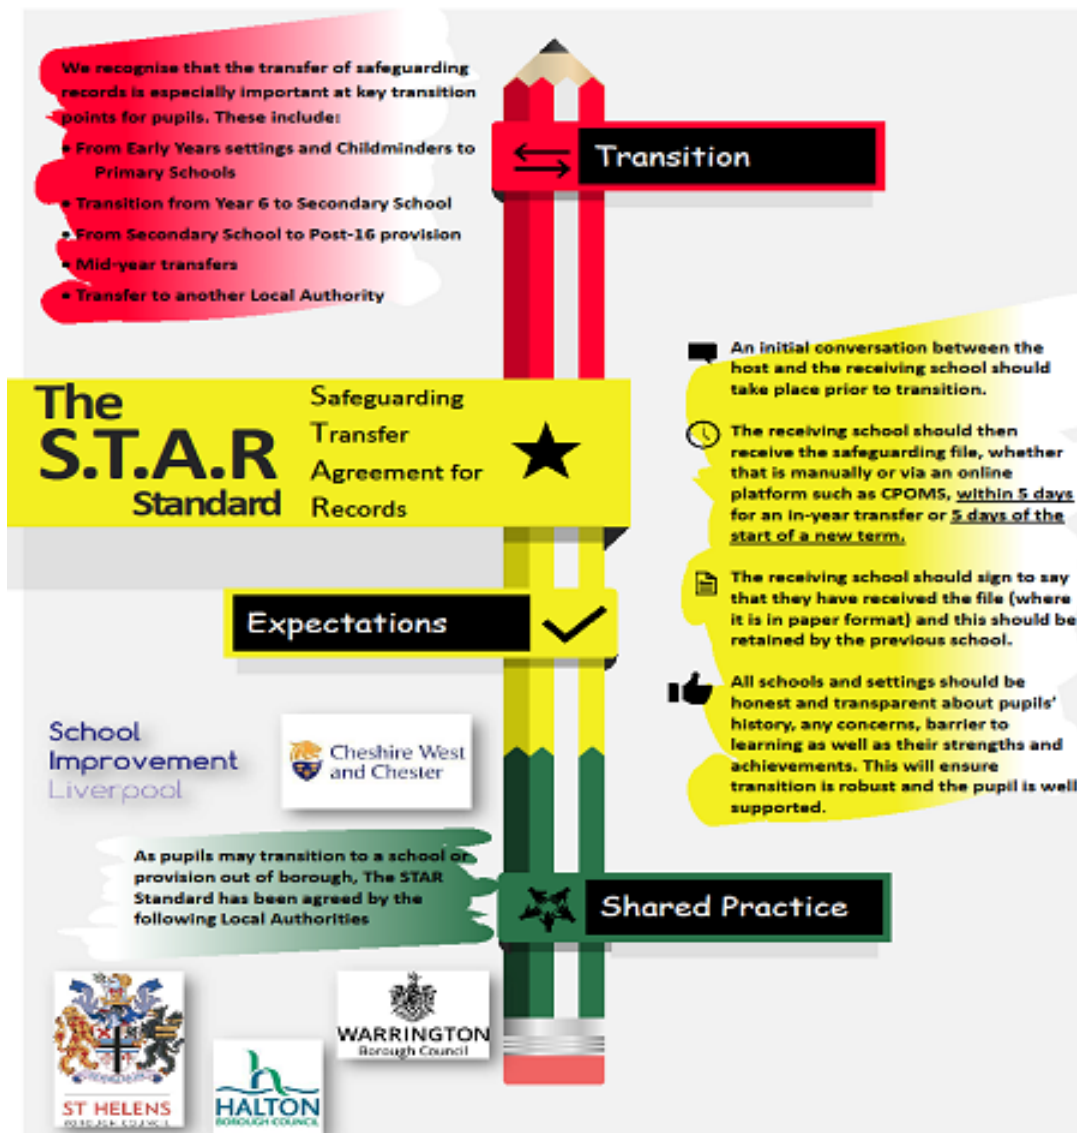 We recognise that the transfer of safeguarding
records is especially important at key transition
points for pupils. These include:
• From Early Years settings and Childminders to
Primary Schools
• Transition from Year 6 to Secondary School
• From Secondary School to Post-16 provision
• Mid-year transfers
• Transfer to another Local Authority
Transition
The
S.T.A.R
Standard
Safeguarding
Transfer
Agreement for
Records
An initial conversation between the
host and the receiving school should
take place prior to transition.
The receiving school should then
receive the safeguarding file, whether
that is manually or via an online
platform such as CPOMS, within 5 days
for an in-year transfer or 5 days of the
start of a new term.
The receiving school should sign to say
that they have received the file (where
it is in paper format) and this should be
retained by the previous school.
All schools and settings should be
honest and transparent about pupils'
history, any concerns, barrier to
learning as well as their strengths and
achievements. This will ensure
transition is robust and the pupil is well
supported.
Expectations
School
Improvement
Liverpool
Cheshire West
and Chester
As pupils may transition to a school or
provision out of borough, The STAR
Standard has been agreed by the
following Local Authorities
Shared Practice
ST HELENS
BOROUGH COUNCIL
HALTON
BOROUGH COUNCIL
WARRINGTON
Borough Council